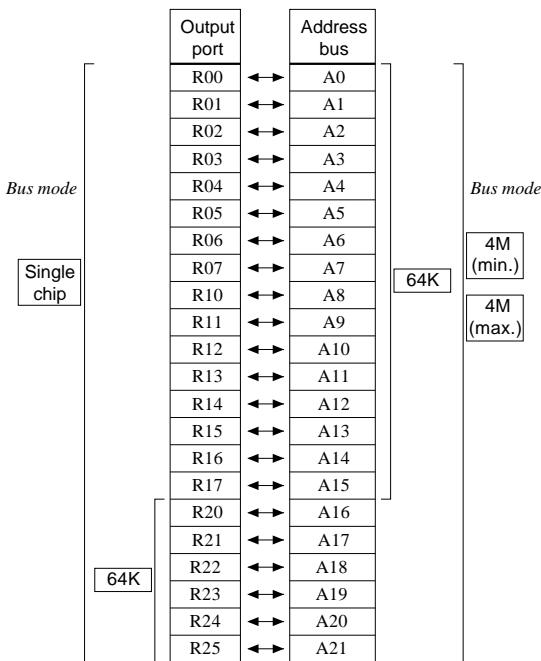 Output port
Address bus
R00 A0
R01 A1
R02 A2
R03 A3
Bus mode R04 A4 Bus mode
R05 A5
R06 A6 4M (min.)
Single chip R07 A7 64K
R10 A8
R11 A9 4M (max.)
R12 A10
R13 A11
R14 A12
R15 A13
R16 A14
R17 A15
R20 A16
R21 A17
R22 A18
64K R23 A19
R24 A20
R25 A21